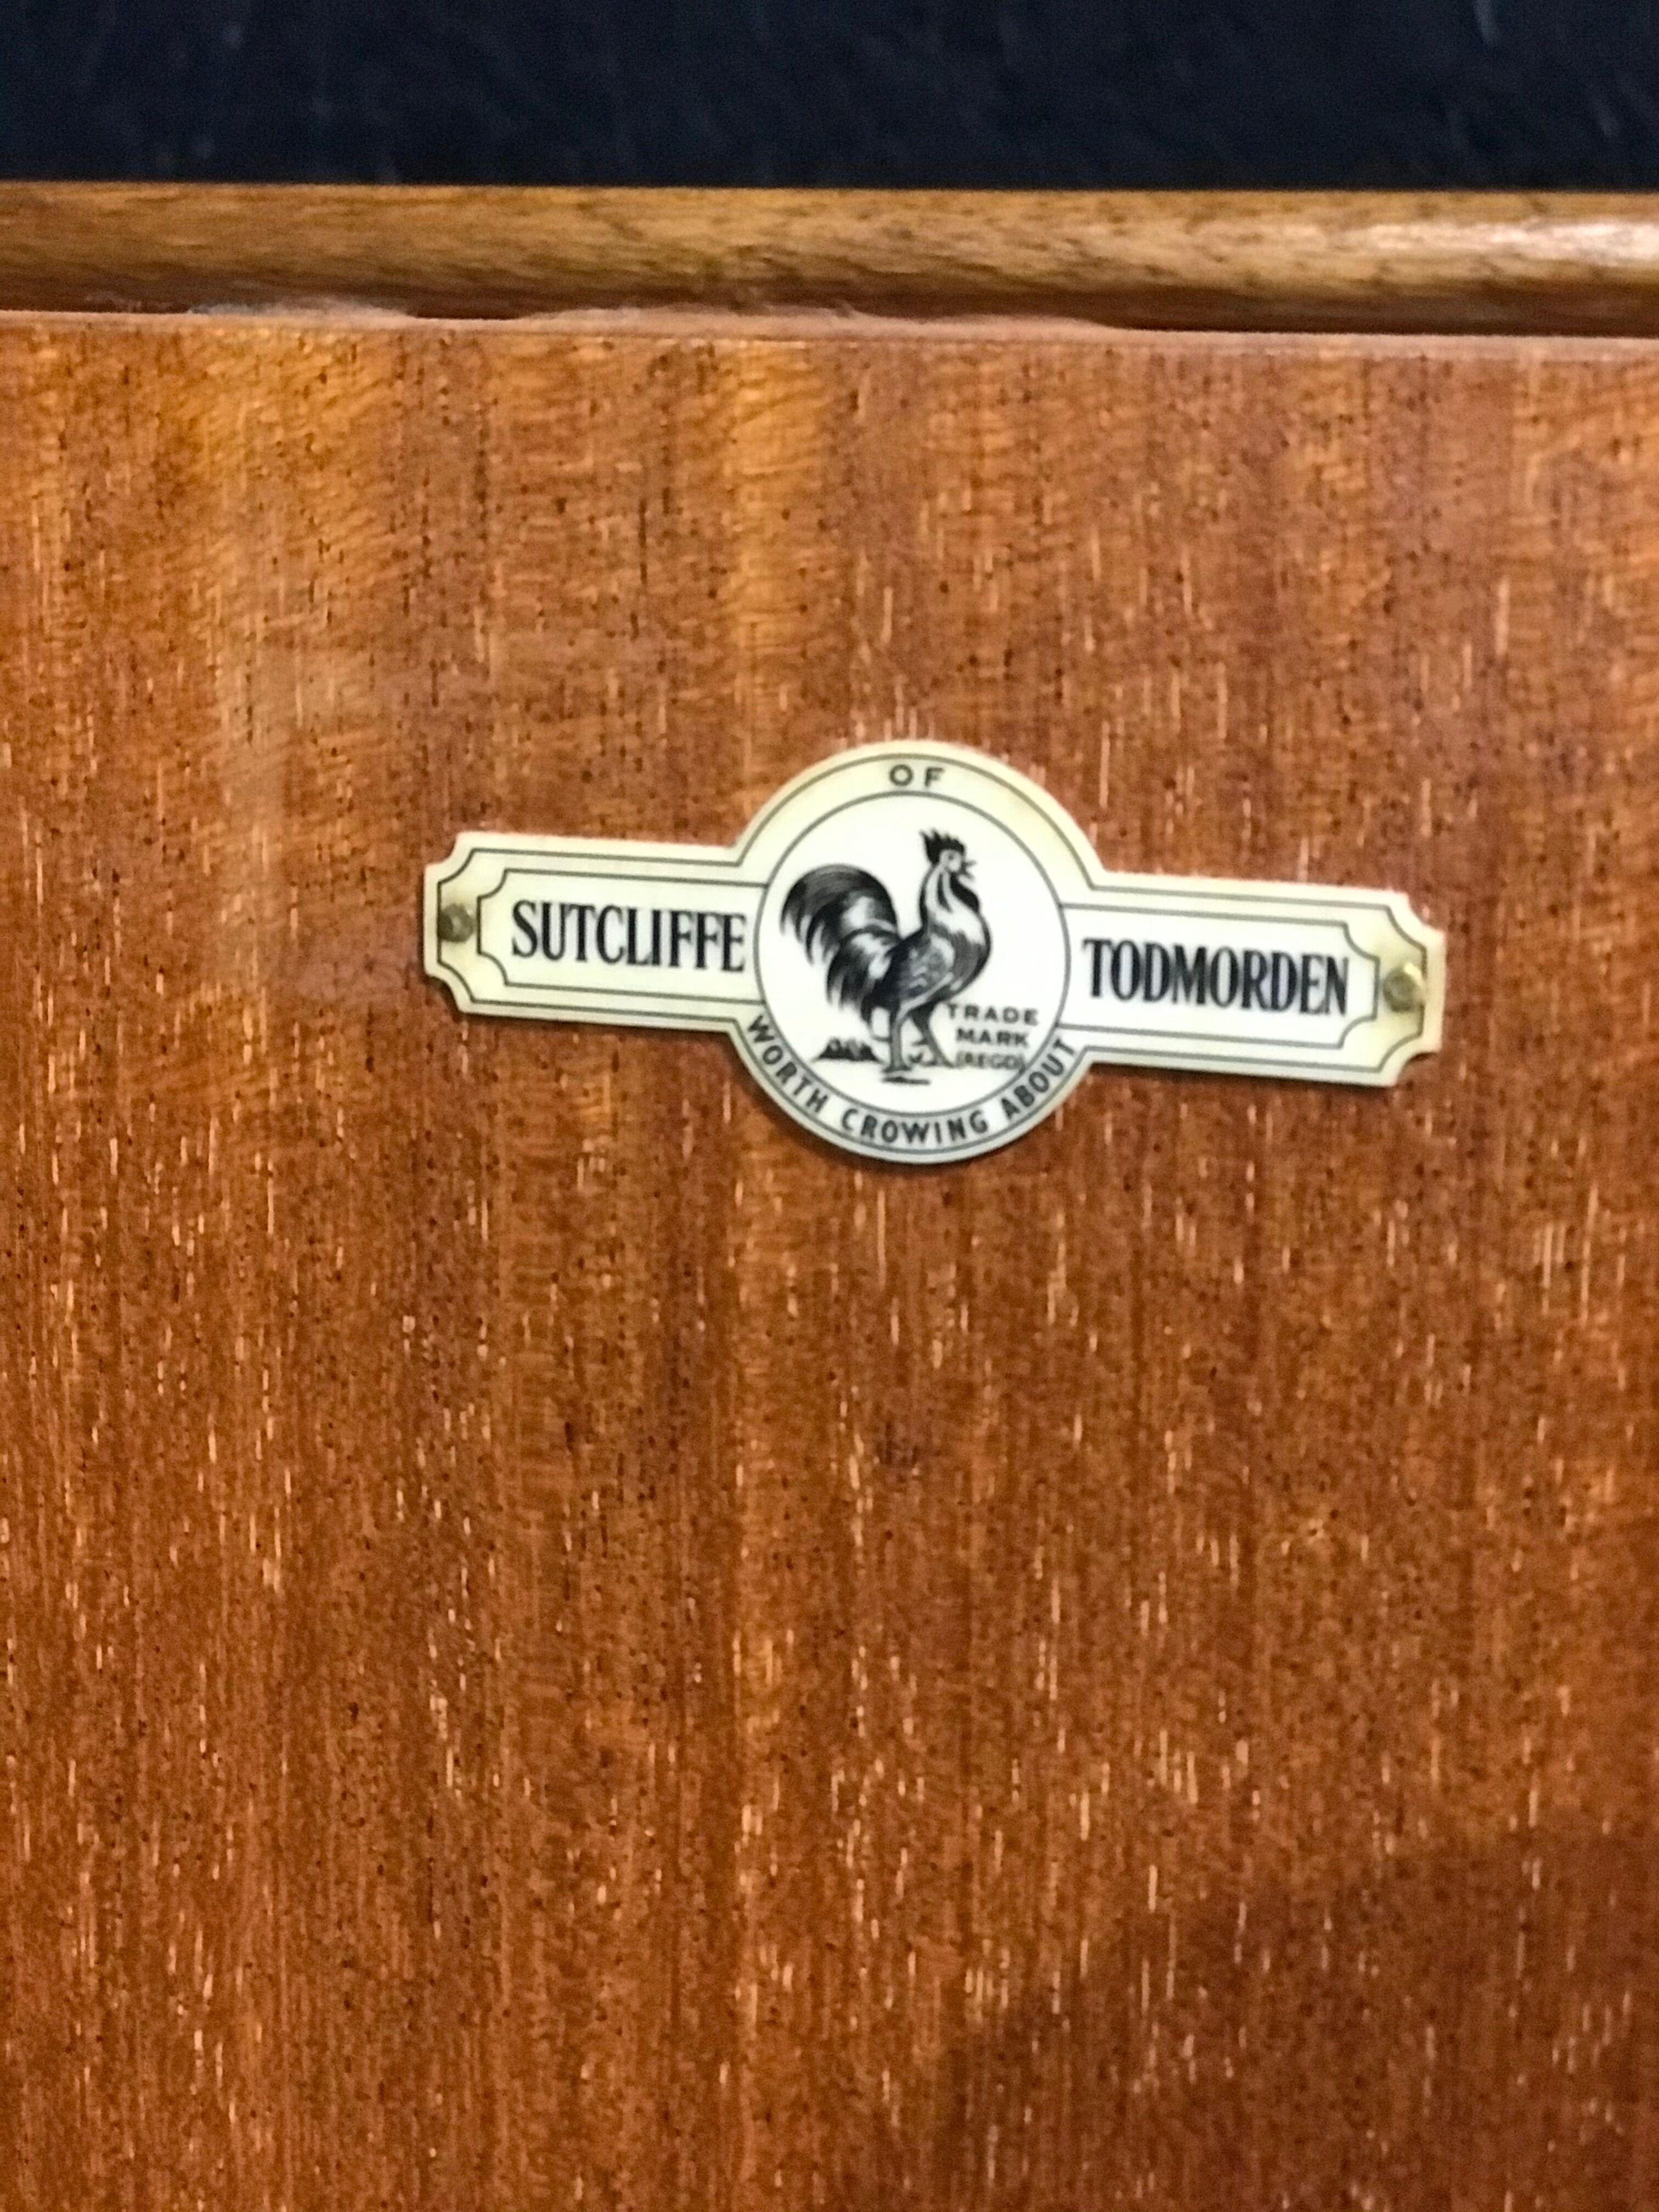 OF
SUTCLIFFE
TODMORDEN
TRADE
MARK
(REGD)
WORTH CROWING ABOUT